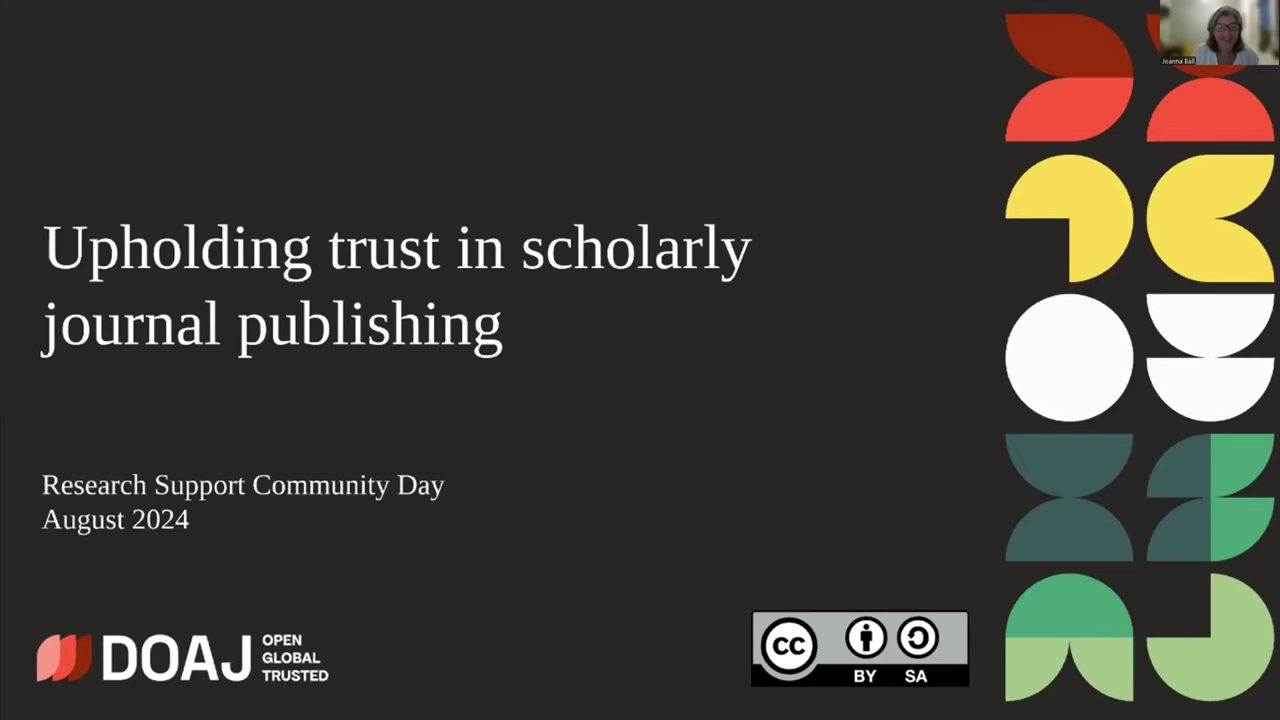 Joanna Ball
Upholding trust in scholarly
journal publishing
Research Support Community Day
August 2024
DOAJ
OPEN
GLOBAL
TRUSTED
cc
BY SA